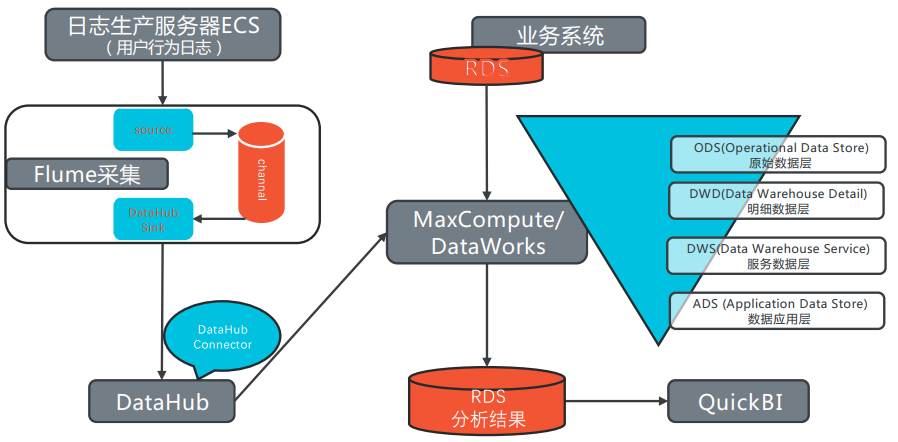 日志生产服务器ECS
（用户行为日志）
业务系统
RDS
source
channal
Flume采集
DataHub
Sink
ODS(Operational Data Store)
原始数据层
DWD(Data Warehouse Detail)
明细数据层
MaxCompute/
DataWorks
DWS(Data Warehouse Service)
服务数据层
ADS (Application Data Store)
数据应用层
DataHub
Connector
DataHub
RDS
分析结果
QuickBI